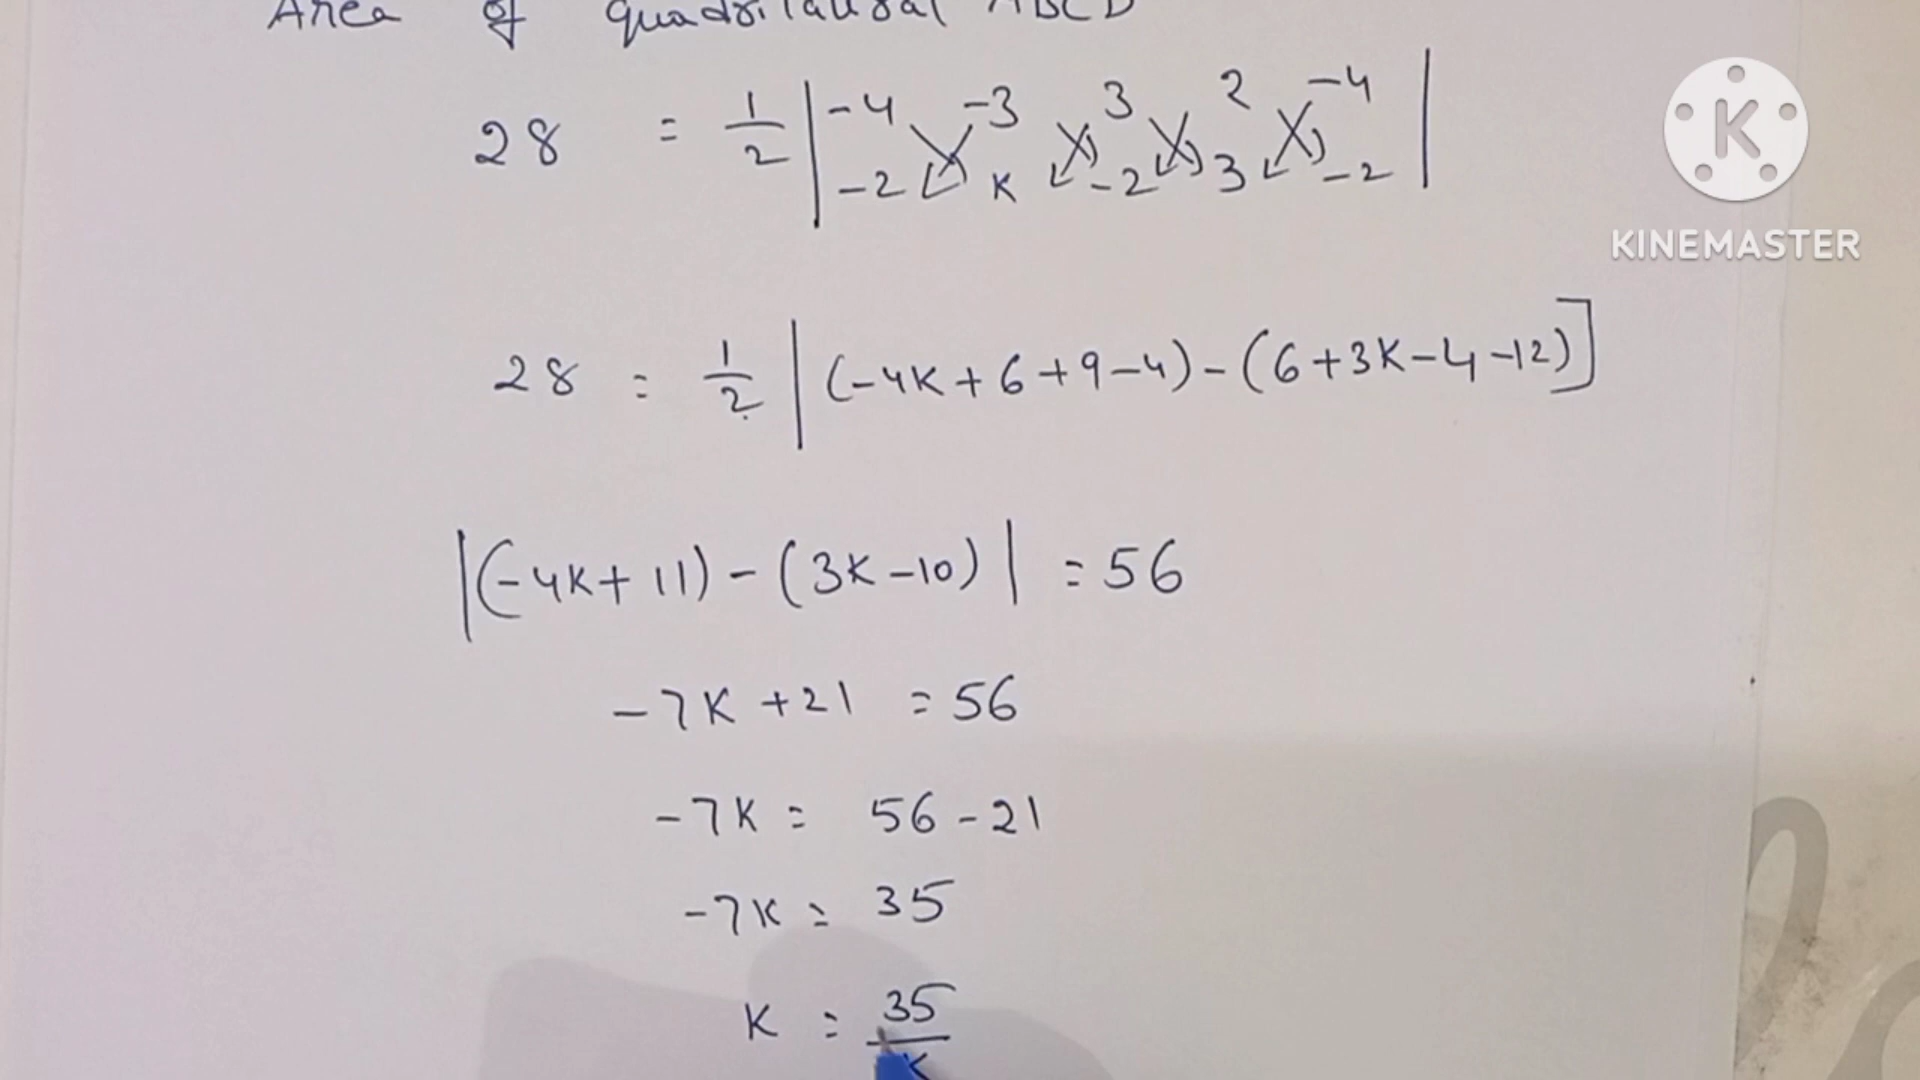 Area of quadrilateral ABCD
28 = 1/2 | -4 -3 3 2 -4 |
-2 K -2 3 -2
K
KINEMASTER
28 = 1/2 | (-4K + 6 + 9 - 4) - (6 + 3K - 4 - 12) ]
| (-4K + 11) - (3K - 10) | = 56
-7K + 21 = 56
-7K = 56 - 21
-7K = 35
K = 35